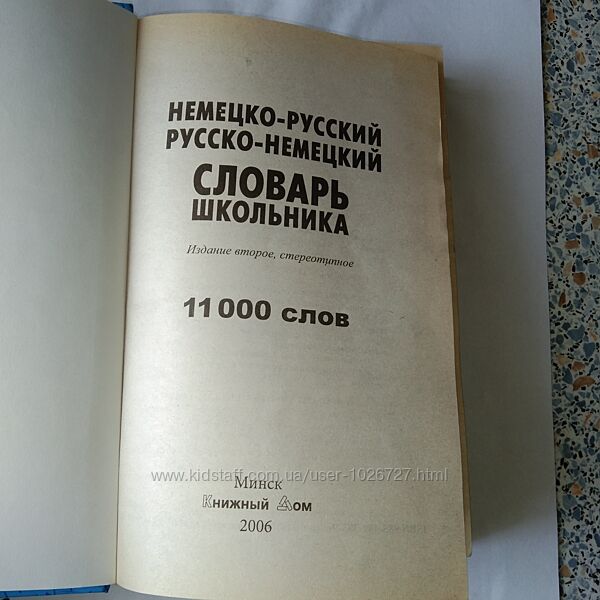 НЕМЕЦКО-РУССКИЙ
РУССКО-НЕМЕЦКИЙ
СЛОВАРЬ
ШКОЛЬНИКА
Издание второе, стереотипное
11 000 слов
www.kidstaff.com.ua/user-1026727.html
Минск
Книжный Дом
2006